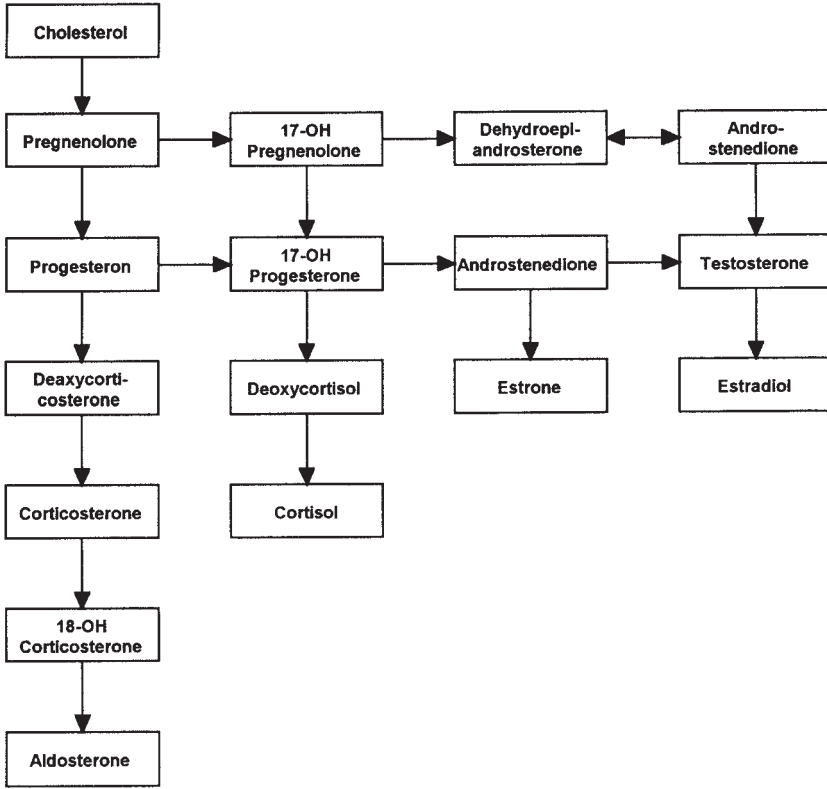 Cholesterol
Pregnenolone
17-OH
Pregnenolone
Dehydroepi-
androsterone
Andro-
stenedione
Progesteron
17-OH
Progesterone
Androstenedione
Testosterone
Deaxycorti-
costerone
Deoxycortisol
Estrone
Estradiol
Corticosterone
Cortisol
18-OH
Corticosterone
Aldosterone